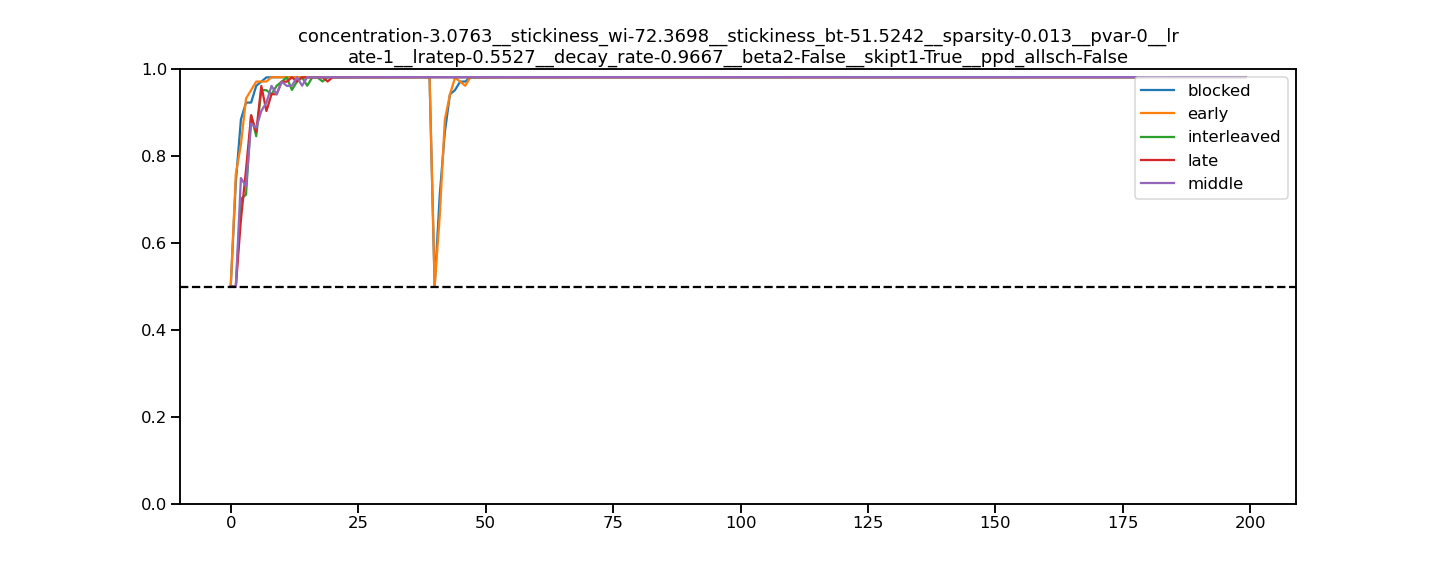 concentration-3.0763__stickiness_wi-72.3698__stickiness_bt-51.5242__sparsity-0.013__pvar-0__lr
ate-1__lratep-0.5527__decay_rate-0.9667__beta2-False__skipt1-True__ppd_allsch-False
1.0
0.8
0.6
0.4
0.2
0.0
blocked
early
interleaved
late
middle
0 25 50 75 100 125 150 175 200